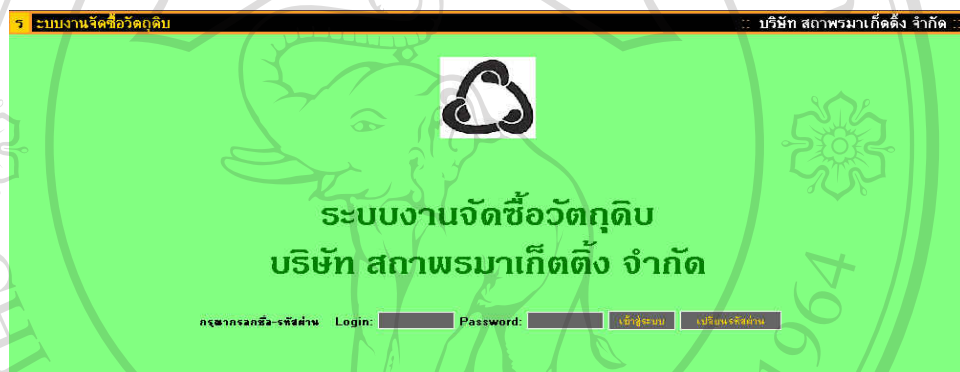 ระบบงานจัดซื้อวัตถุดิบ :: บริษัท สถาพรมาเก็ตติ้ง จำกัด ::
ระบบงานจัดซื้อวัตถุดิบ
บริษัท สถาพรมาเก็ตติ้ง จำกัด
กรุณากรอกชื่อ-รหัสผ่าน Login: Password: เข้าสู่ระบบ เปลี่ยนรหัสผ่าน
1964